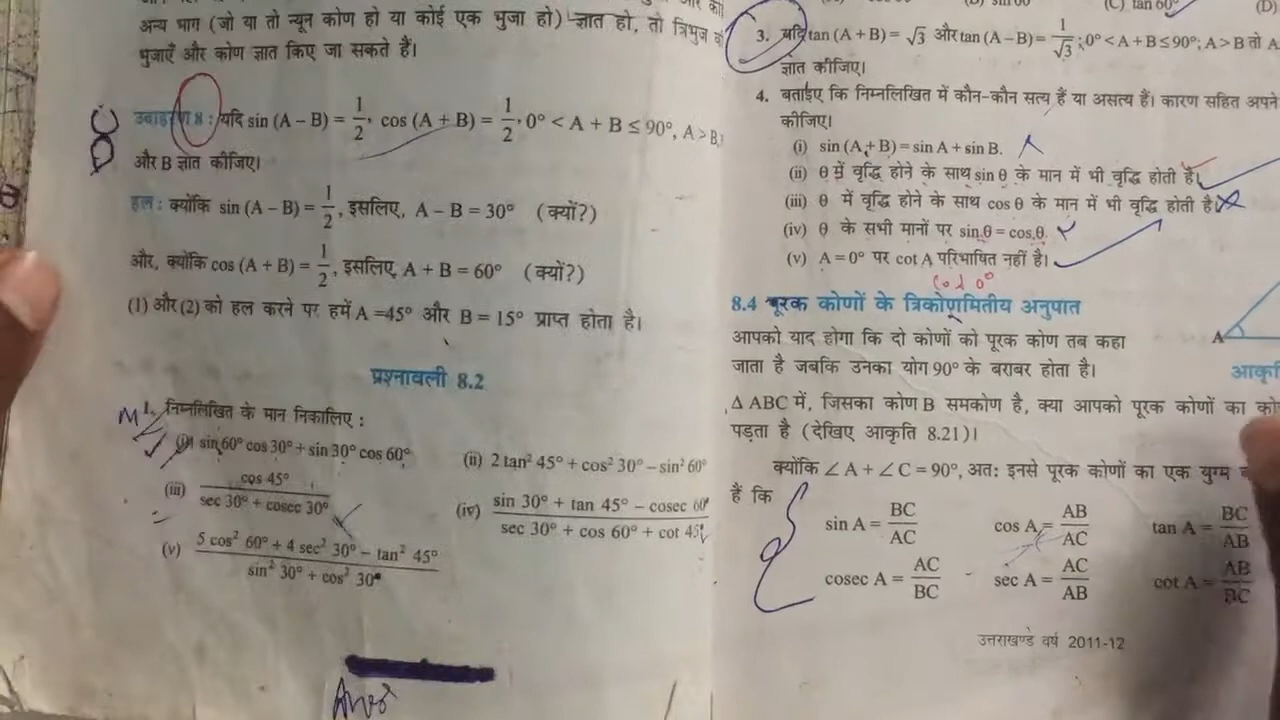 अन्य भाग (जो या तो न्यून कोण हो या कोई एक भुजा हो) ज्ञात हो, तो त्रिभुज
भुजाएँ और कोण ज्ञात किए जा सकते हैं।
उदाहरण 8 : यदि sin (A – B) = 1/2, cos (A + B) = 1/2, 0° < A + B ≤ 90°, A > B,
और B ज्ञात कीजिए।
हल : क्योंकि sin (A – B) = 1/2, इसलिए, A – B = 30° (क्यों?)
और, क्योंकि cos (A + B) = 1/2, इसलिए, A + B = 60° (क्यों?)
(1) और (2) को हल करने पर हमें A =45° और B = 15° प्राप्त होता है।
प्रश्नावली 8.2
1. निम्नलिखित के मान निकालिए :
(i) sin 60° cos 30° + sin 30° cos 60°
(ii) 2 tan² 45° + cos² 30° – sin² 60°
(iii) cos 45° / (sec 30° + cosec 30°)
(iv) (sin 30° + tan 45° – cosec 60°) / (sec 30° + cos 60° + cot 45°)
(v) (5 cos² 60° + 4 sec² 30° – tan² 45°) / (sin² 30° + cos² 30°)
Ans
(C) tan 60° (D)
3. यदि tan (A + B) = √3 और tan (A – B) = 1/√3 ; 0° < A + B ≤ 90°; A > B तो A
ज्ञात कीजिए।
4. बताइए कि निम्नलिखित में कौन-कौन सत्य हैं या असत्य हैं। कारण सहित अपने
कीजिए।
(i) sin (A + B) = sin A + sin B.
(ii) θ में वृद्धि होने के साथ sin θ के मान में भी वृद्धि होती है।
(iii) θ में वृद्धि होने के साथ cos θ के मान में भी वृद्धि होती है।
(iv) θ के सभी मानों पर sin θ = cos θ.
(v) A = 0° पर cot A परिभाषित नहीं है।
8.4 पूरक कोणों के त्रिकोणमितीय अनुपात
आपको याद होगा कि दो कोणों को पूरक कोण तब कहा
जाता है जबकि उनका योग 90° के बराबर होता है।
A
Δ ABC में, जिसका कोण B समकोण है, क्या आपको पूरक कोणों का
पड़ता है (देखिए आकृति 8.21)।
क्योंकि ∠ A + ∠ C = 90°, अत: इनसे पूरक कोणों का एक युग्म
हैं कि
sin A = BC/AC cos A = AB/AC tan A = BC/AB
cosec A = AC/BC sec A = AC/AB cot A = AB/BC
उत्तराखण्ड वर्ष 2011-12